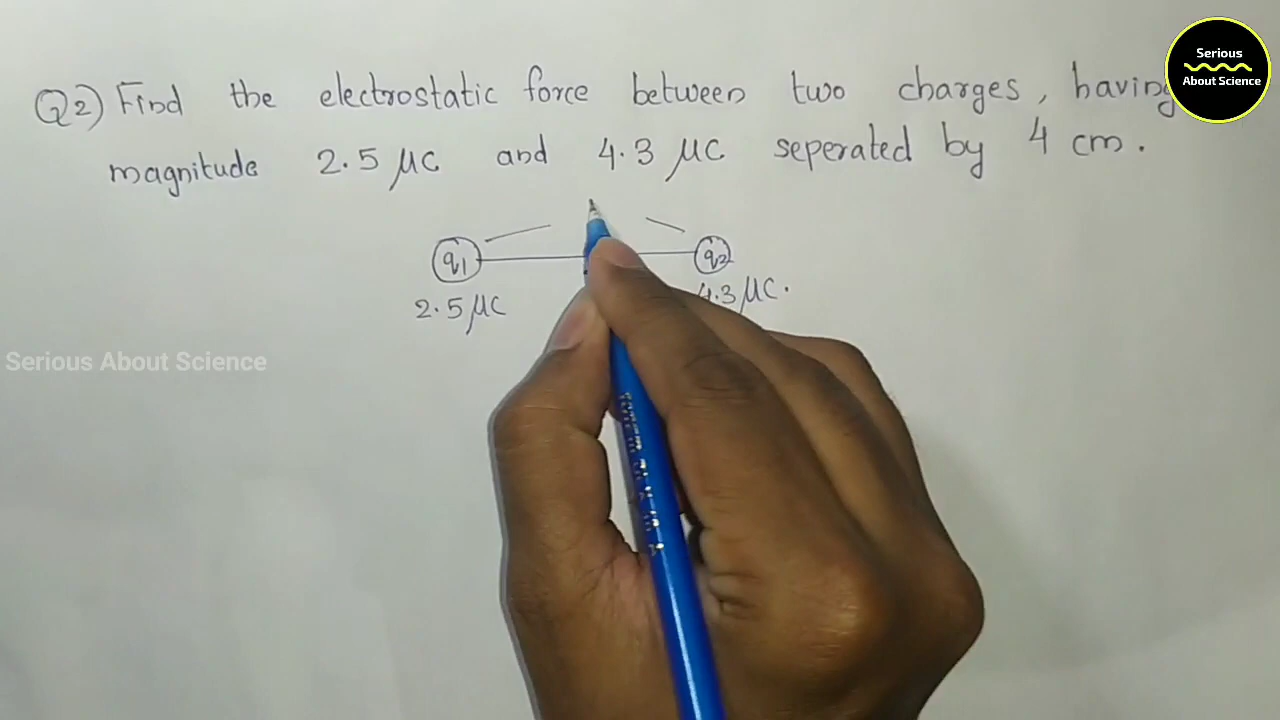 Serious
About Science
Q2) Find the electrostatic force between two charges, having
magnitude 2.5 μC and 4.3 μC seperated by 4 cm.
q1 q2
2.5 μC 4.3 μC.
Serious About Science